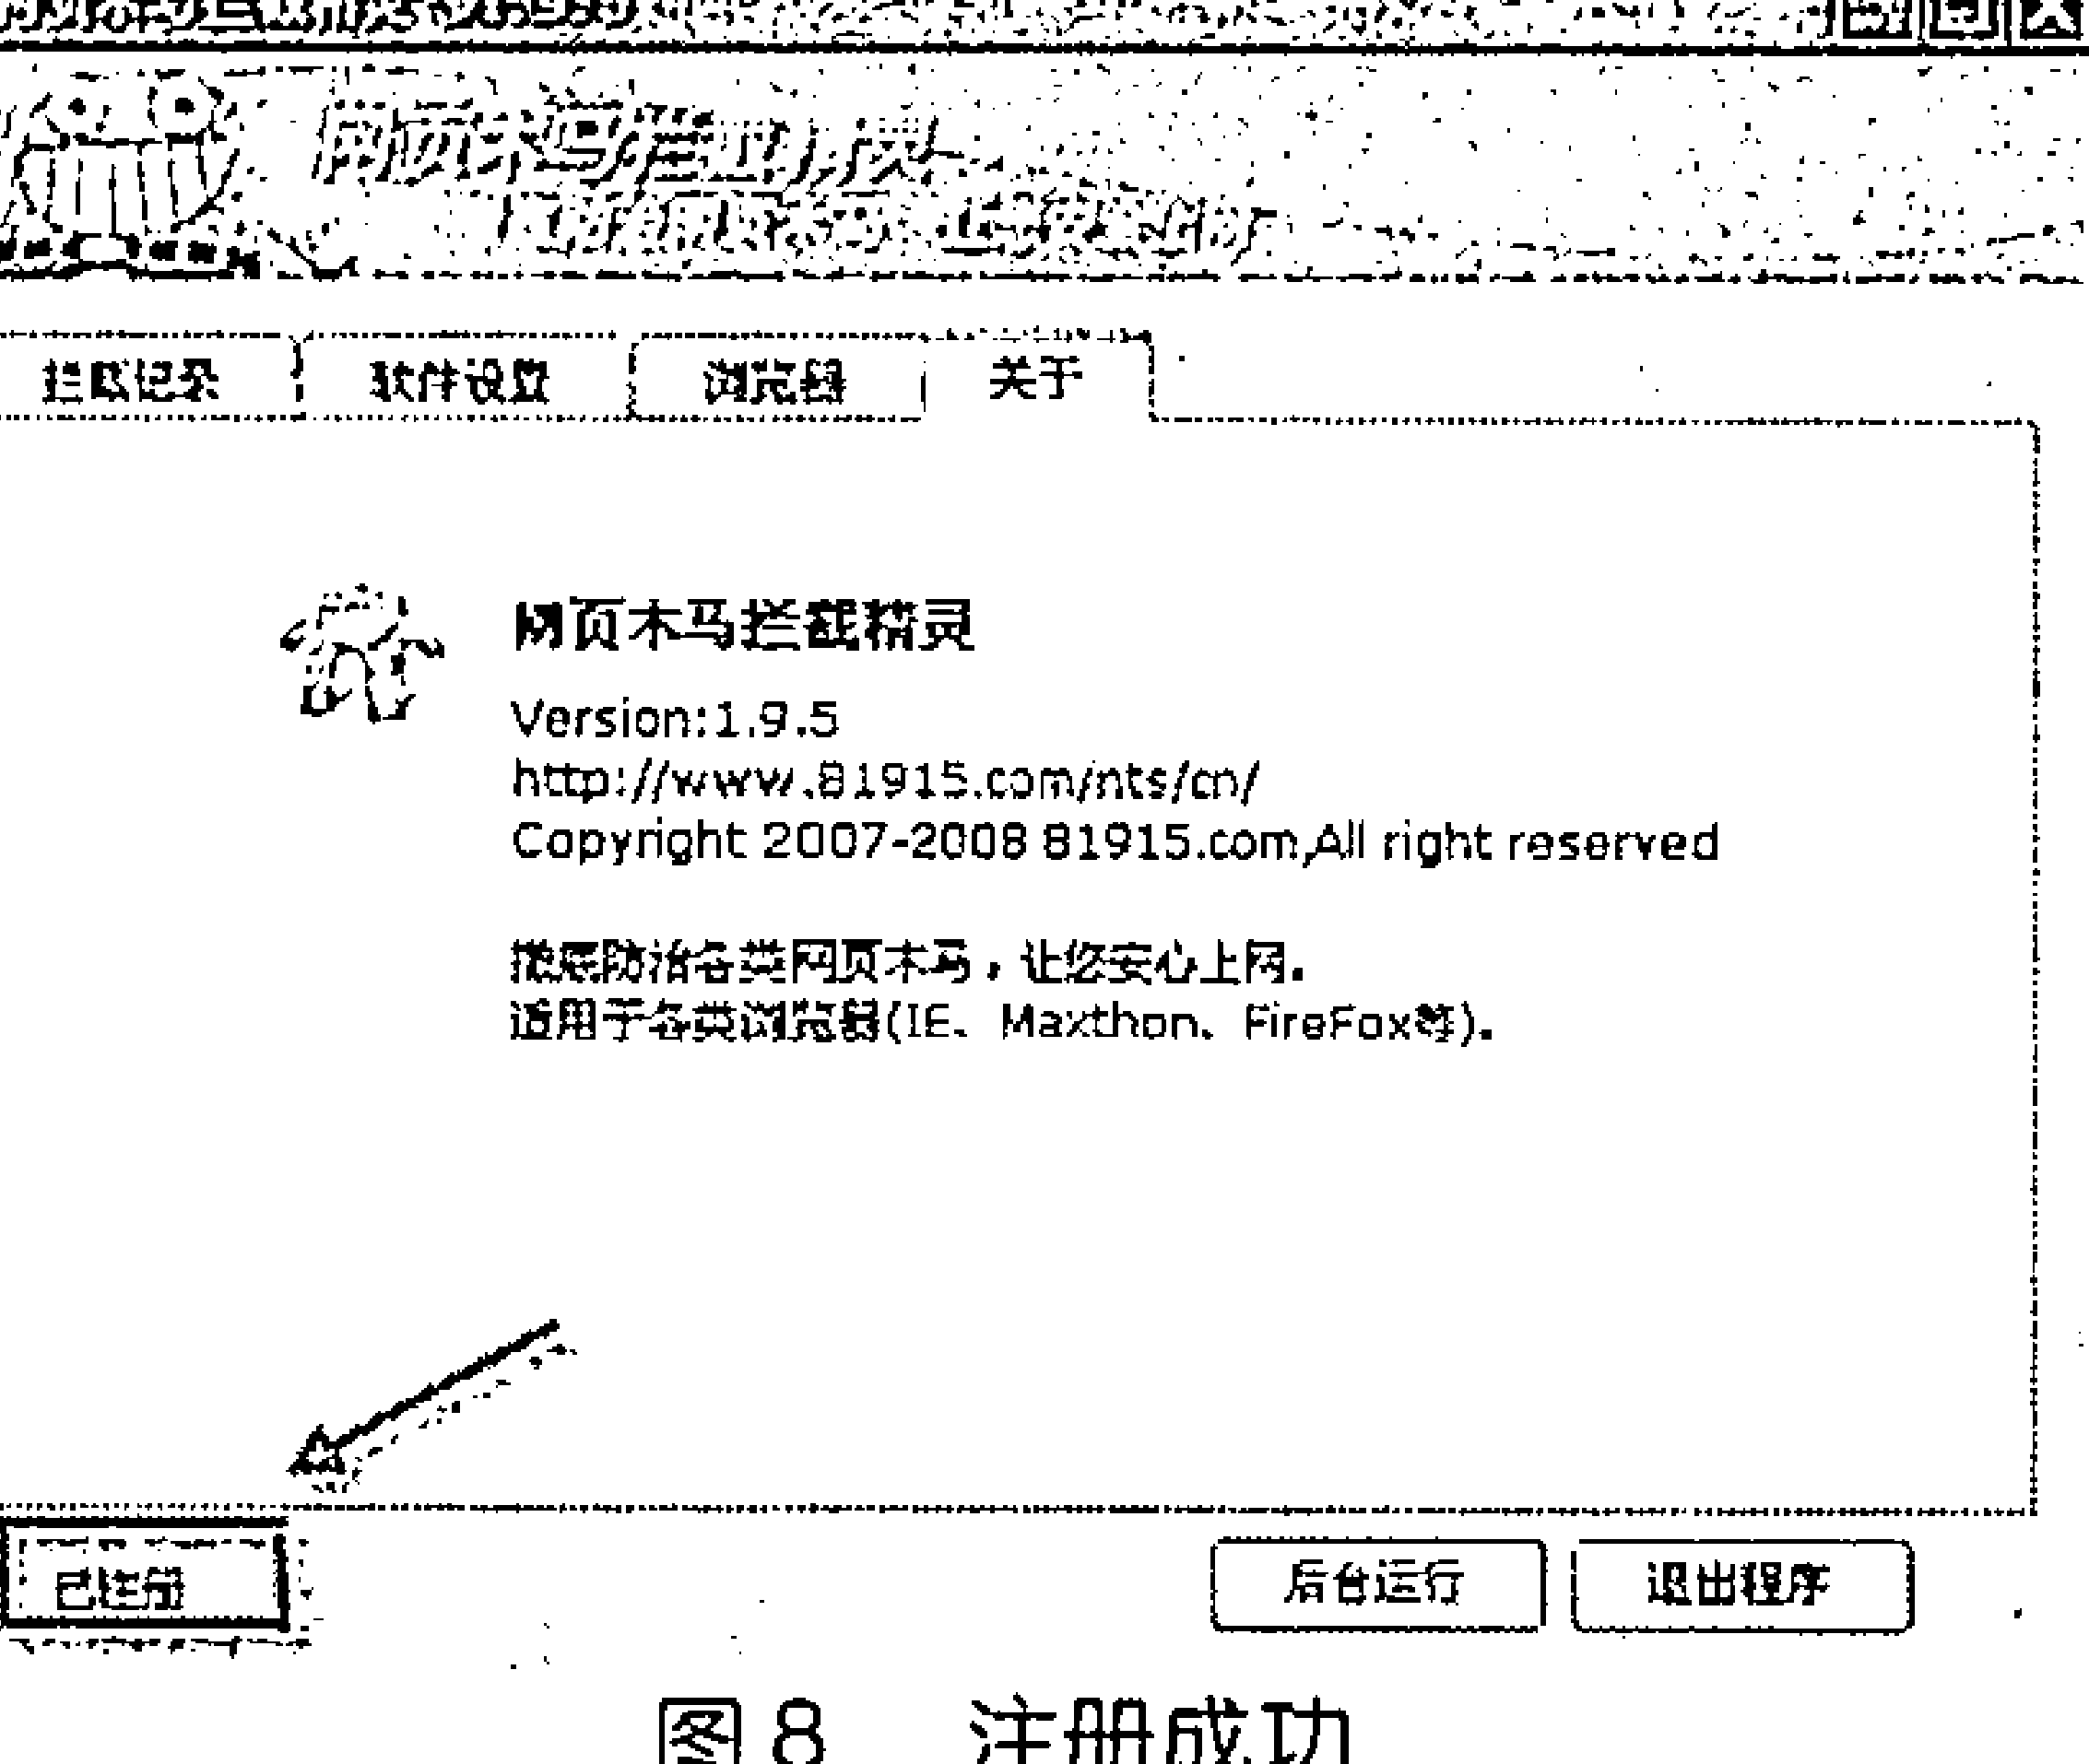 拦截记录 软件设置 浏览器 关于
网页木马拦截精灵
Version:1.9.5
http://www.81915.com/nts/cn/
Copyright 2007-2008 81915.com,All right reserved
彻底防治各类网页木马，让您安心上网.
适用于各类浏览器(IE、Maxthon、FireFox等).
已注册 后台运行 退出程序
图8 注册成功